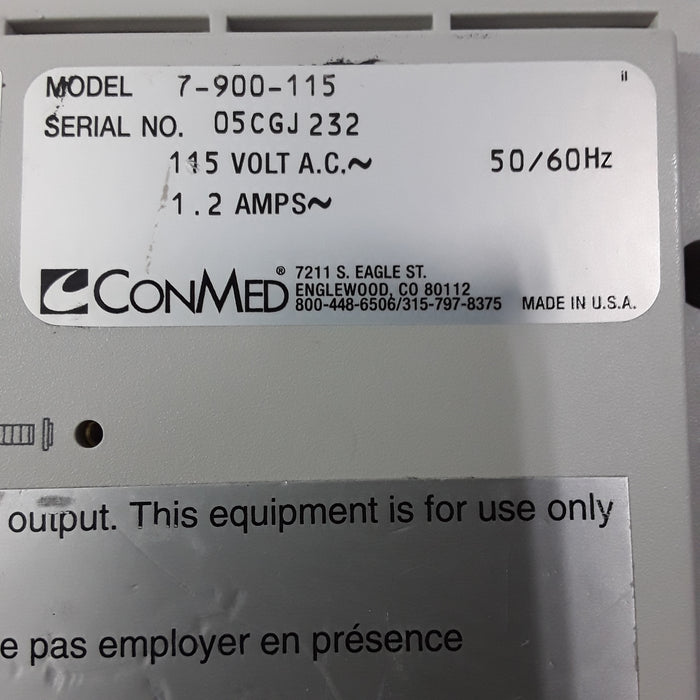 il
MODEL 7-900-115
SERIAL NO. 05CGJ232
115 VOLT A.C.~ 50/60Hz
1.2 AMPS~
CONMED®
7211 S. EAGLE ST.
ENGLEWOOD, CO 80112
800-448-6506/315-797-8375 MADE IN U.S.A.
output. This equipment is for use only
e pas employer en présence